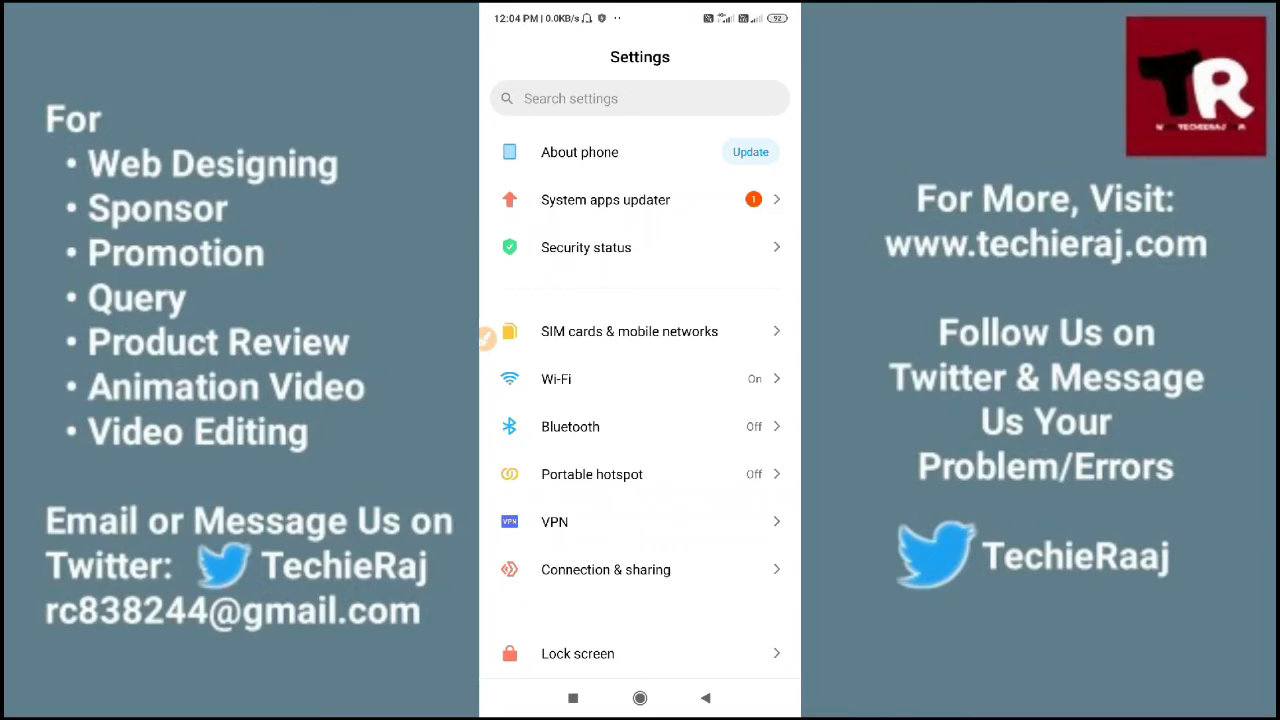 For
• Web Designing
• Sponsor
• Promotion
• Query
• Product Review
• Animation Video
• Video Editing
Email or Message Us on
Twitter: TechieRaj
rc838244@gmail.com
12:04 PM | 0.0KB/s
92
Settings
Search settings
About phone
Update
System apps updater
1
Security status
SIM cards & mobile networks
Wi-Fi
On
Bluetooth
Off
Portable hotspot
Off
VPN
VPN
Connection & sharing
Lock screen
TR
For More, Visit:
www.techieraj.com
Follow Us on
Twitter & Message
Us Your
Problem/Errors
TechieRaaj